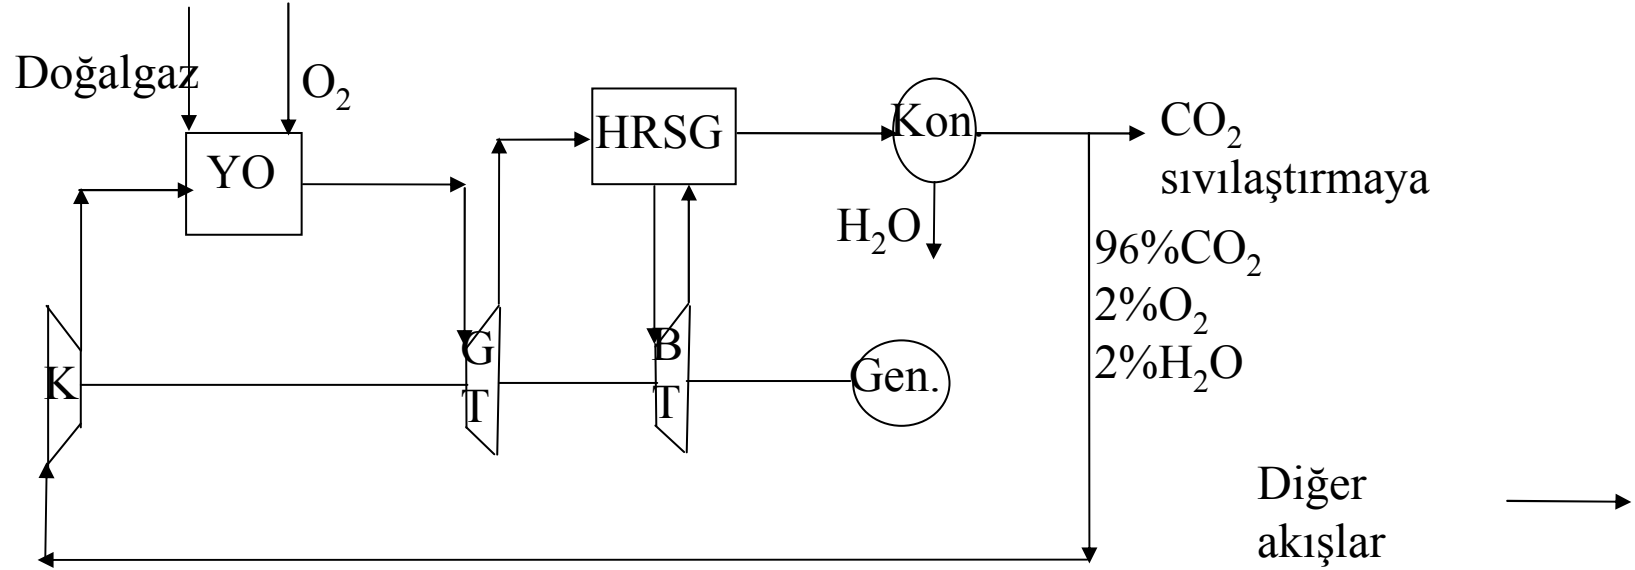 Doğalgaz
O₂
YO
HRSG
Kon.
CO₂
sıvılaştırmaya
H₂O
96%CO₂
2%O₂
2%H₂O
K
G
T
B
T
Gen.
Diğer
akışlar